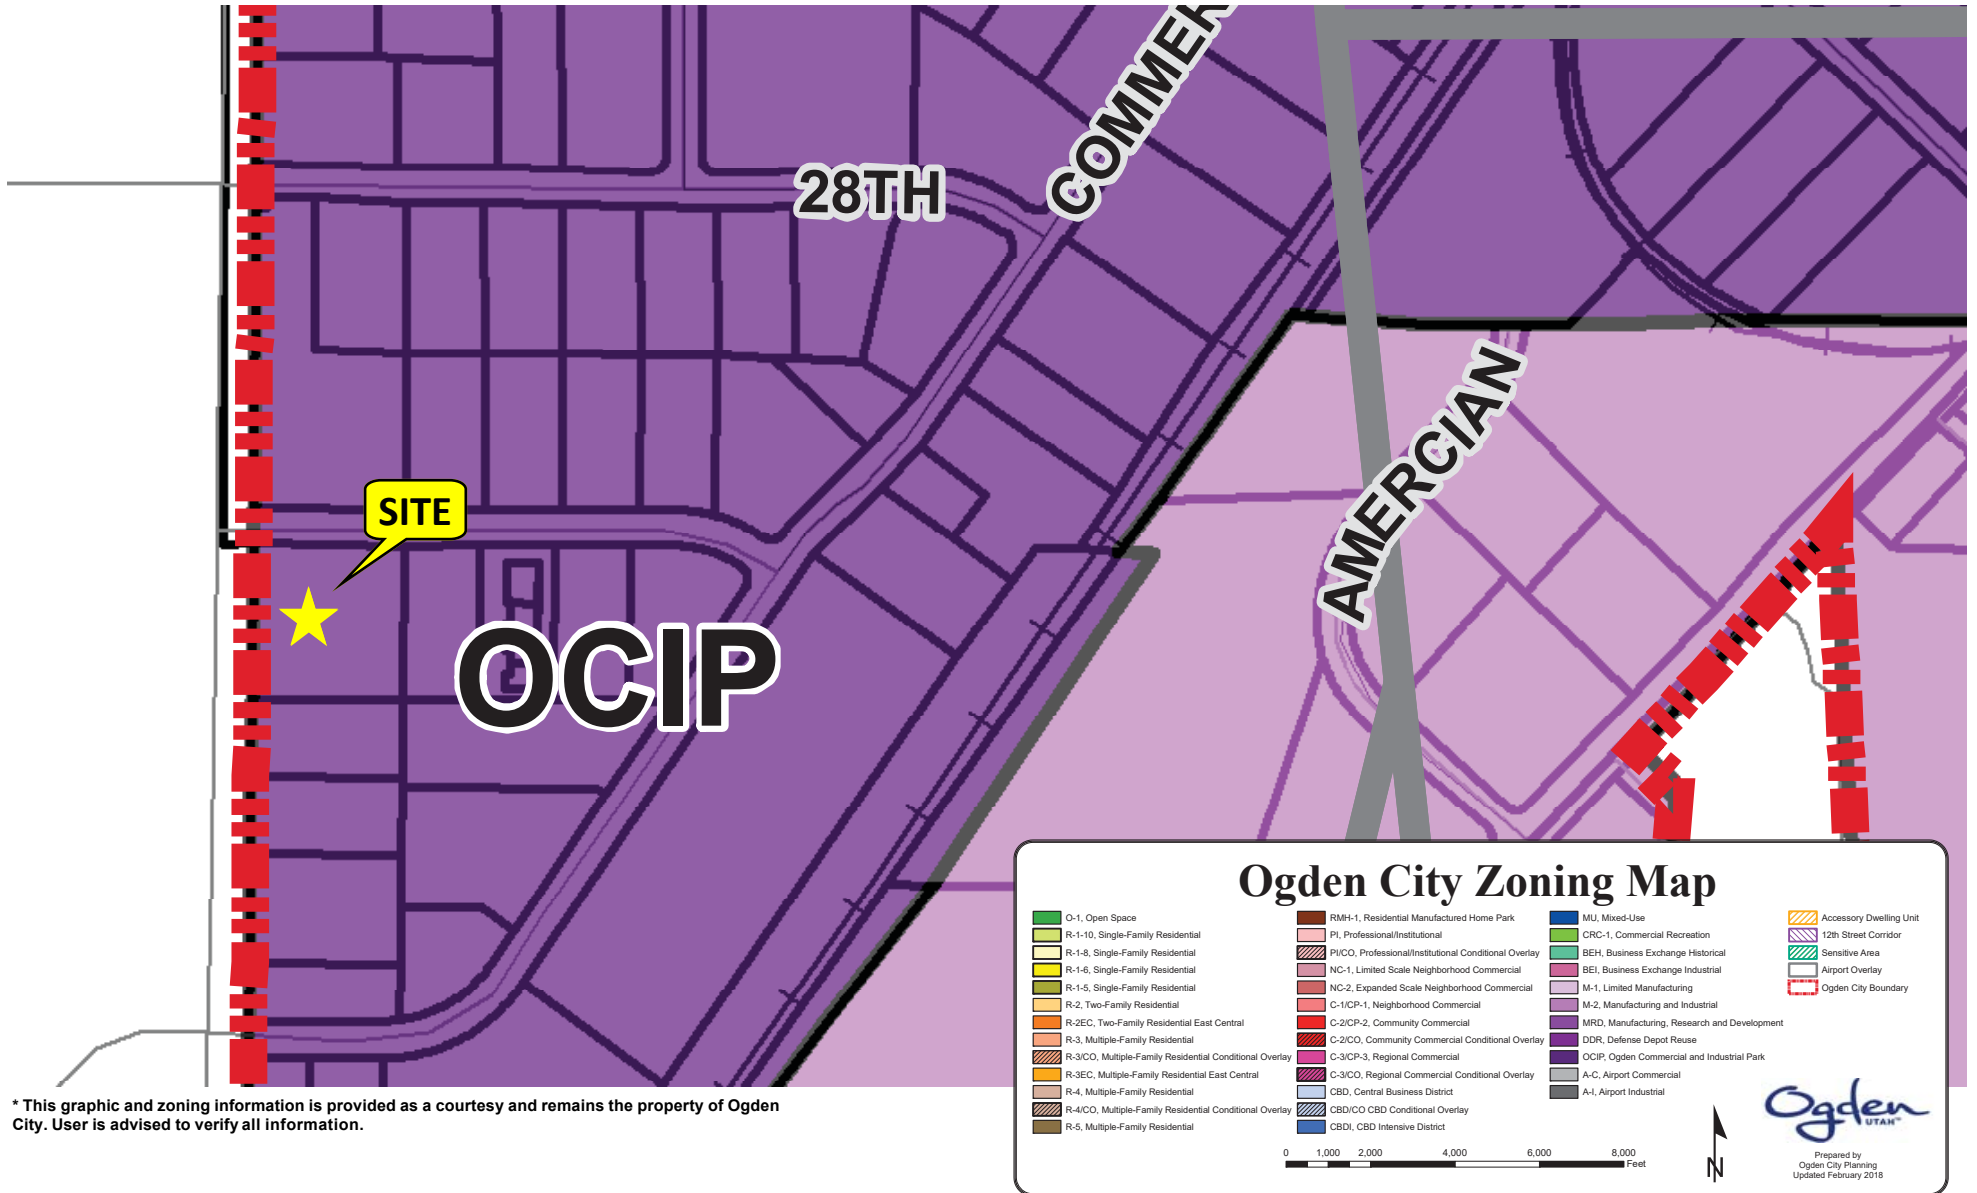 COMMER
28TH
AMERCIAN
SITE
OCIP
Ogden City Zoning Map
O-1, Open Space
R-1-10, Single-Family Residential
R-1-8, Single-Family Residential
R-1-6, Single-Family Residential
R-1-5, Single-Family Residential
R-2, Two-Family Residential
R-2EC, Two-Family Residential East Central
R-3, Multiple-Family Residential
R-3/CO, Multiple-Family Residential Conditional Overlay
R-3EC, Multiple-Family Residential East Central
R-4, Multiple-Family Residential
R-4/CO, Multiple-Family Residential Conditional Overlay
R-5, Multiple-Family Residential
RMH-1, Residential Manufactured Home Park
PI, Professional/Institutional
PI/CO, Professional/Institutional Conditional Overlay
NC-1, Limited Scale Neighborhood Commercial
NC-2, Expanded Scale Neighborhood Commercial
C-1/CP-1, Neighborhood Commercial
C-2/CP-2, Community Commercial
C-2/CO, Community Commercial Conditional Overlay
C-3/CP-3, Regional Commercial
C-3/CO, Regional Commercial Conditional Overlay
CBD, Central Business District
CBD/CO CBD Conditional Overlay
CBDI, CBD Intensive District
MU, Mixed-Use
CRC-1, Commercial Recreation
BEH, Business Exchange Historical
BEI, Business Exchange Industrial
M-1, Limited Manufacturing
M-2, Manufacturing and Industrial
MRD, Manufacturing, Research and Development
DDR, Defense Depot Reuse
OCIP, Ogden Commercial and Industrial Park
A-C, Airport Commercial
A-I, Airport Industrial
Accessory Dwelling Unit
12th Street Corridor
Sensitive Area
Airport Overlay
Ogden City Boundary
0 1,000 2,000 4,000 6,000 8,000
Feet
N
Ogden
UTAH™
Prepared by
Ogden City Planning
Updated February 2018
* This graphic and zoning information is provided as a courtesy and remains the property of Ogden
City. User is advised to verify all information.